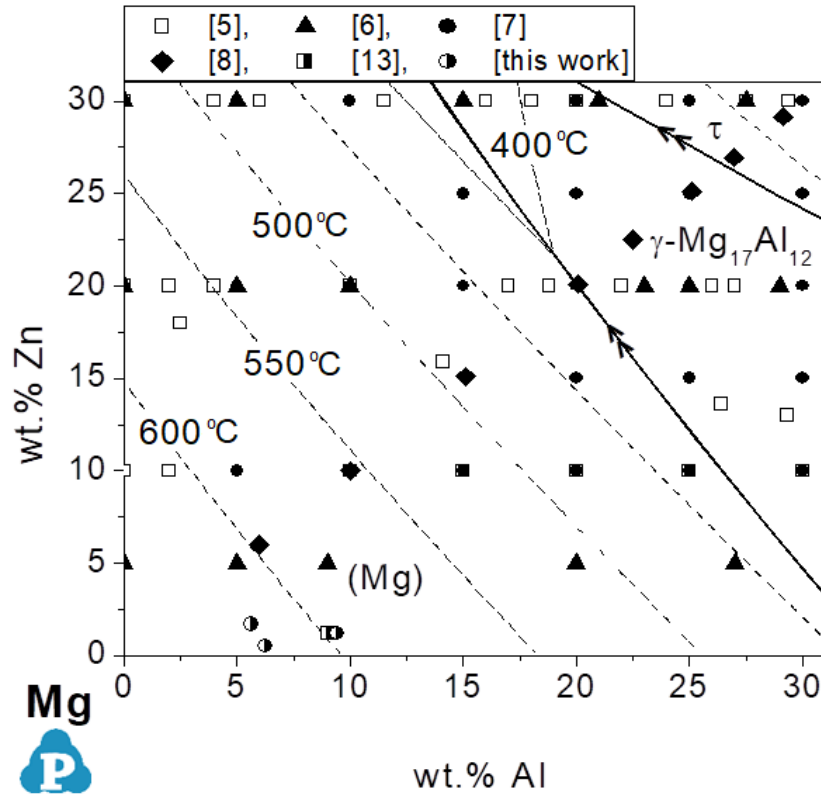 [5], [6], [7]
[8], [13], [this work]
30
τ
400°C
25
500°C
γ-Mg₁₇Al₁₂
20
wt.% Zn
550°C
15
600°C
10
5
(Mg)
0
0 5 10 15 20 25 30
Mg
P
wt.% Al